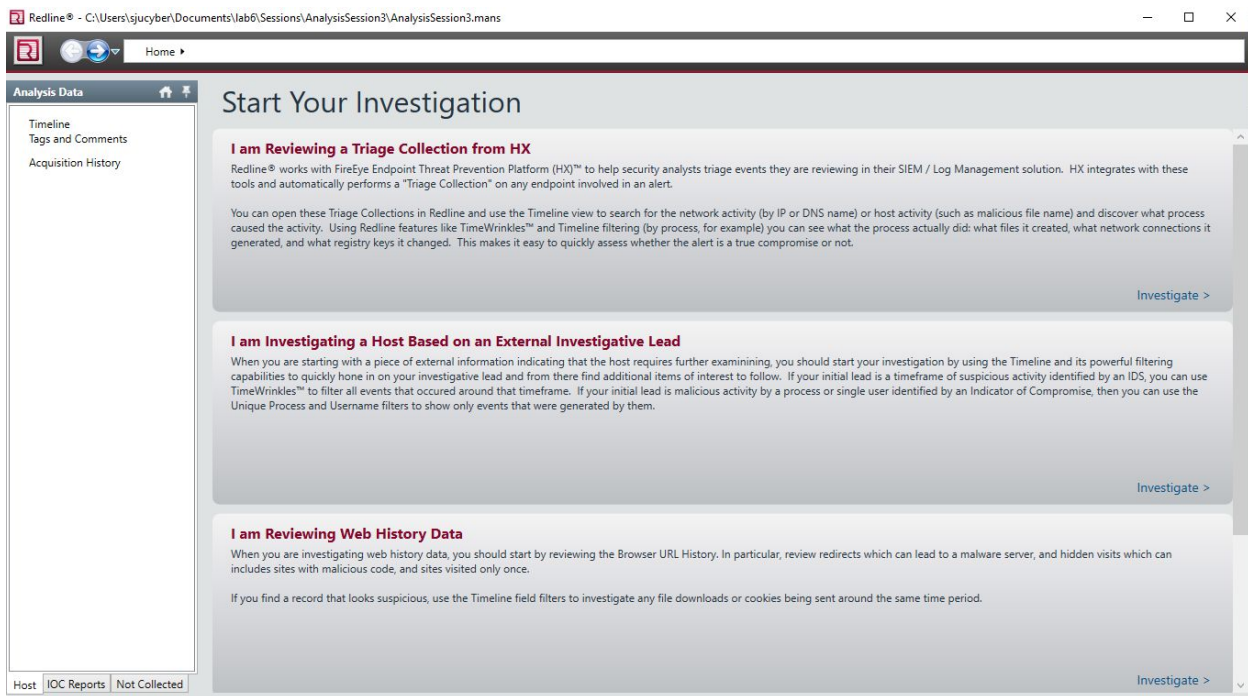 Redline® - C:\Users\sjucyber\Documents\lab6\Sessions\AnalysisSession3\AnalysisSession3.mans
Home
Analysis Data
Timeline
Tags and Comments
Acquisition History
Start Your Investigation
I am Reviewing a Triage Collection from HX
Redline® works with FireEye Endpoint Threat Prevention Platform (HX)™ to help security analysts triage events they are reviewing in their SIEM / Log Management solution. HX integrates with these
tools and automatically performs a "Triage Collection" on any endpoint involved in an alert.
You can open these Triage Collections in Redline and use the Timeline view to search for the network activity (by IP or DNS name) or host activity (such as malicious file name) and discover what process
caused the activity. Using Redline features like TimeWrinkles™ and Timeline filtering (by process, for example) you can see what the process actually did: what files it created, what network connections it
generated, and what registry keys it changed. This makes it easy to quickly assess whether the alert is a true compromise or not.
Investigate >
I am Investigating a Host Based on an External Investigative Lead
When you are starting with a piece of external information indicating that the host requires further examinining, you should start your investigation by using the Timeline and its powerful filtering
capabilities to quickly hone in on your investigative lead and from there find additional items of interest to follow. If your initial lead is a timeframe of suspicious activity identified by an IDS, you can use
TimeWrinkles™ to filter all events that occured around that timeframe. If your initial lead is malicious activity by a process or single user identified by an Indicator of Compromise, then you can use the
Unique Process and Username filters to show only events that were generated by them.
Investigate >
I am Reviewing Web History Data
When you are investigating web history data, you should start by reviewing the Browser URL History. In particular, review redirects which can lead to a malware server, and hidden visits which can
includes sites with malicious code, and sites visited only once.
If you find a record that looks suspicious, use the Timeline field filters to investigate any file downloads or cookies being sent around the same time period.
Investigate >
Host
IOC Reports
Not Collected